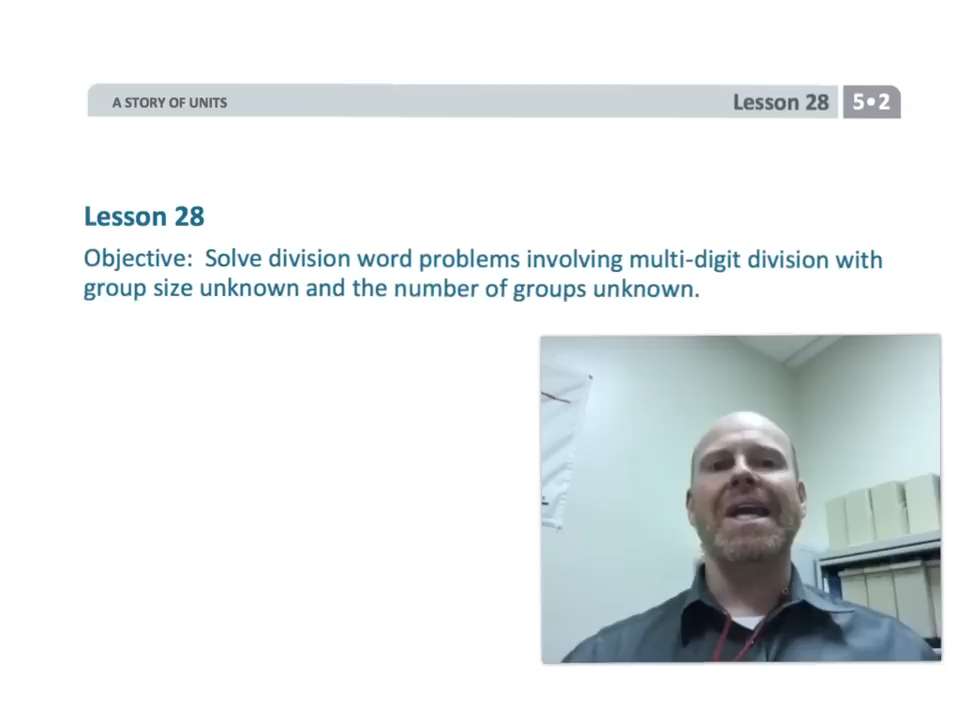 A STORY OF UNITS
Lesson 28
5•2
Lesson 28
Objective: Solve division word problems involving multi-digit division with
group size unknown and the number of groups unknown.